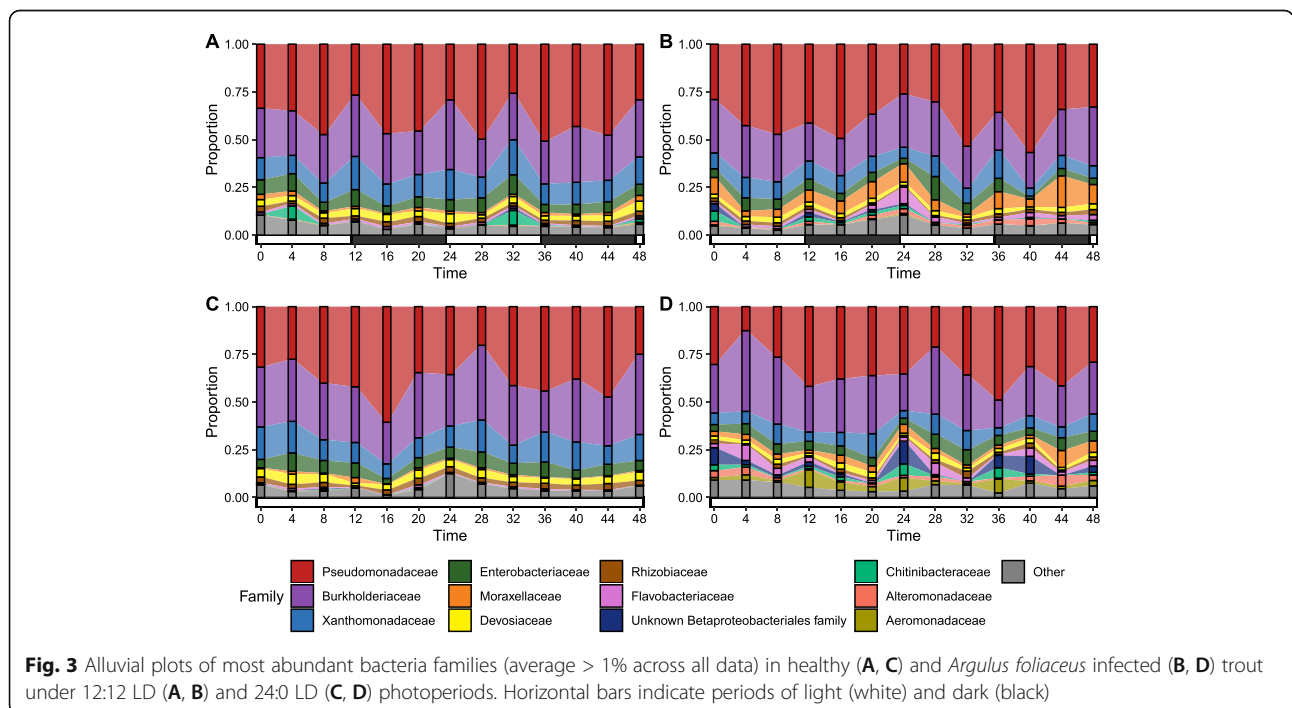 A
B
1.00
0.75
0.50
0.25
0.00
Proportion
0 4 8 12 16 20 24 28 32 36 40 44 48
Time
1.00
0.75
0.50
0.25
0.00
Proportion
0 4 8 12 16 20 24 28 32 36 40 44 48
Time
C
D
1.00
0.75
0.50
0.25
0.00
Proportion
0 4 8 12 16 20 24 28 32 36 40 44 48
Time
1.00
0.75
0.50
0.25
0.00
Proportion
0 4 8 12 16 20 24 28 32 36 40 44 48
Time
Family
Pseudomonadaceae
Burkholderiaceae
Xanthomonadaceae
Enterobacteriaceae
Moraxellaceae
Devosiaceae
Rhizobiaceae
Flavobacteriaceae
Unknown Betaproteobacteriales family
Chitinibacteraceae
Alteromonadaceae
Aeromonadaceae
Other
Fig. 3 Alluvial plots of most abundant bacteria families (average > 1% across all data) in healthy (A, C) and Argulus foliaceus infected (B, D) trout
under 12:12 LD (A, B) and 24:0 LD (C, D) photoperiods. Horizontal bars indicate periods of light (white) and dark (black)